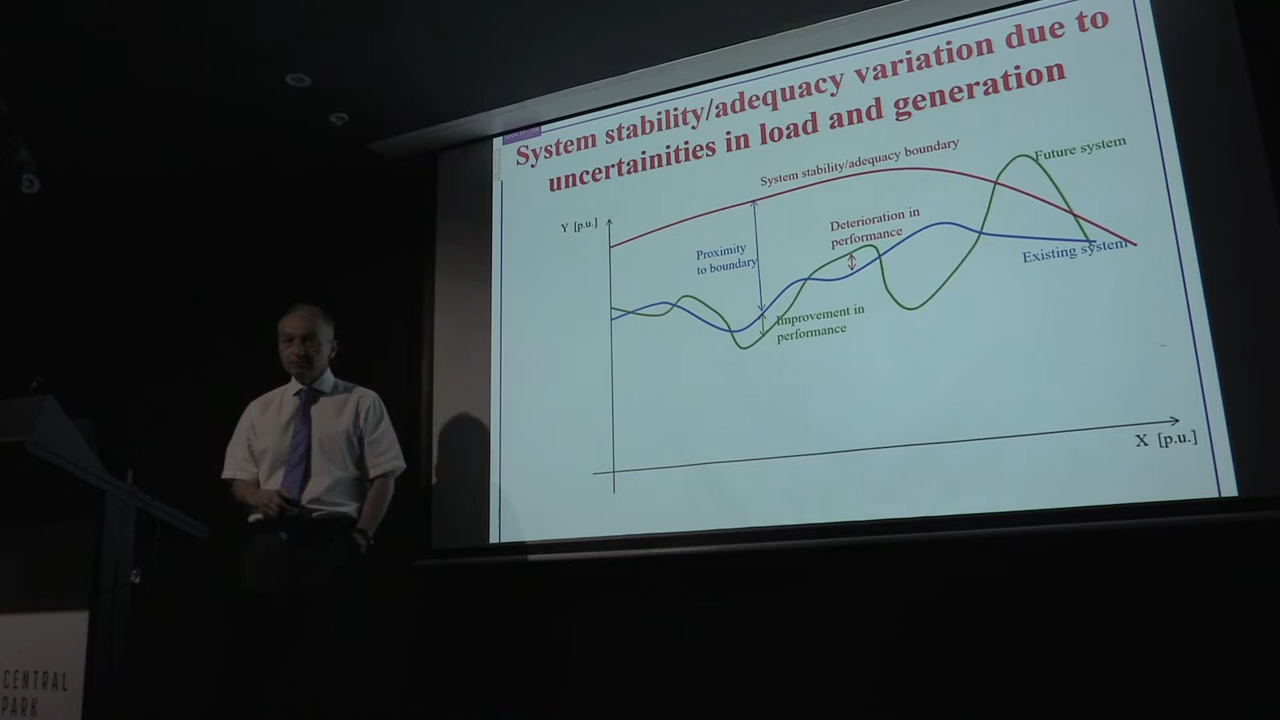 System stability/adequacy variation due to
uncertainities in load and generation
System stability/adequacy boundary
Future system
Y [p.u.]
Deterioration in
performance
Proximity
to boundary
Existing system
Improvement in
performance
X [p.u.]
CENTRAL
PARK